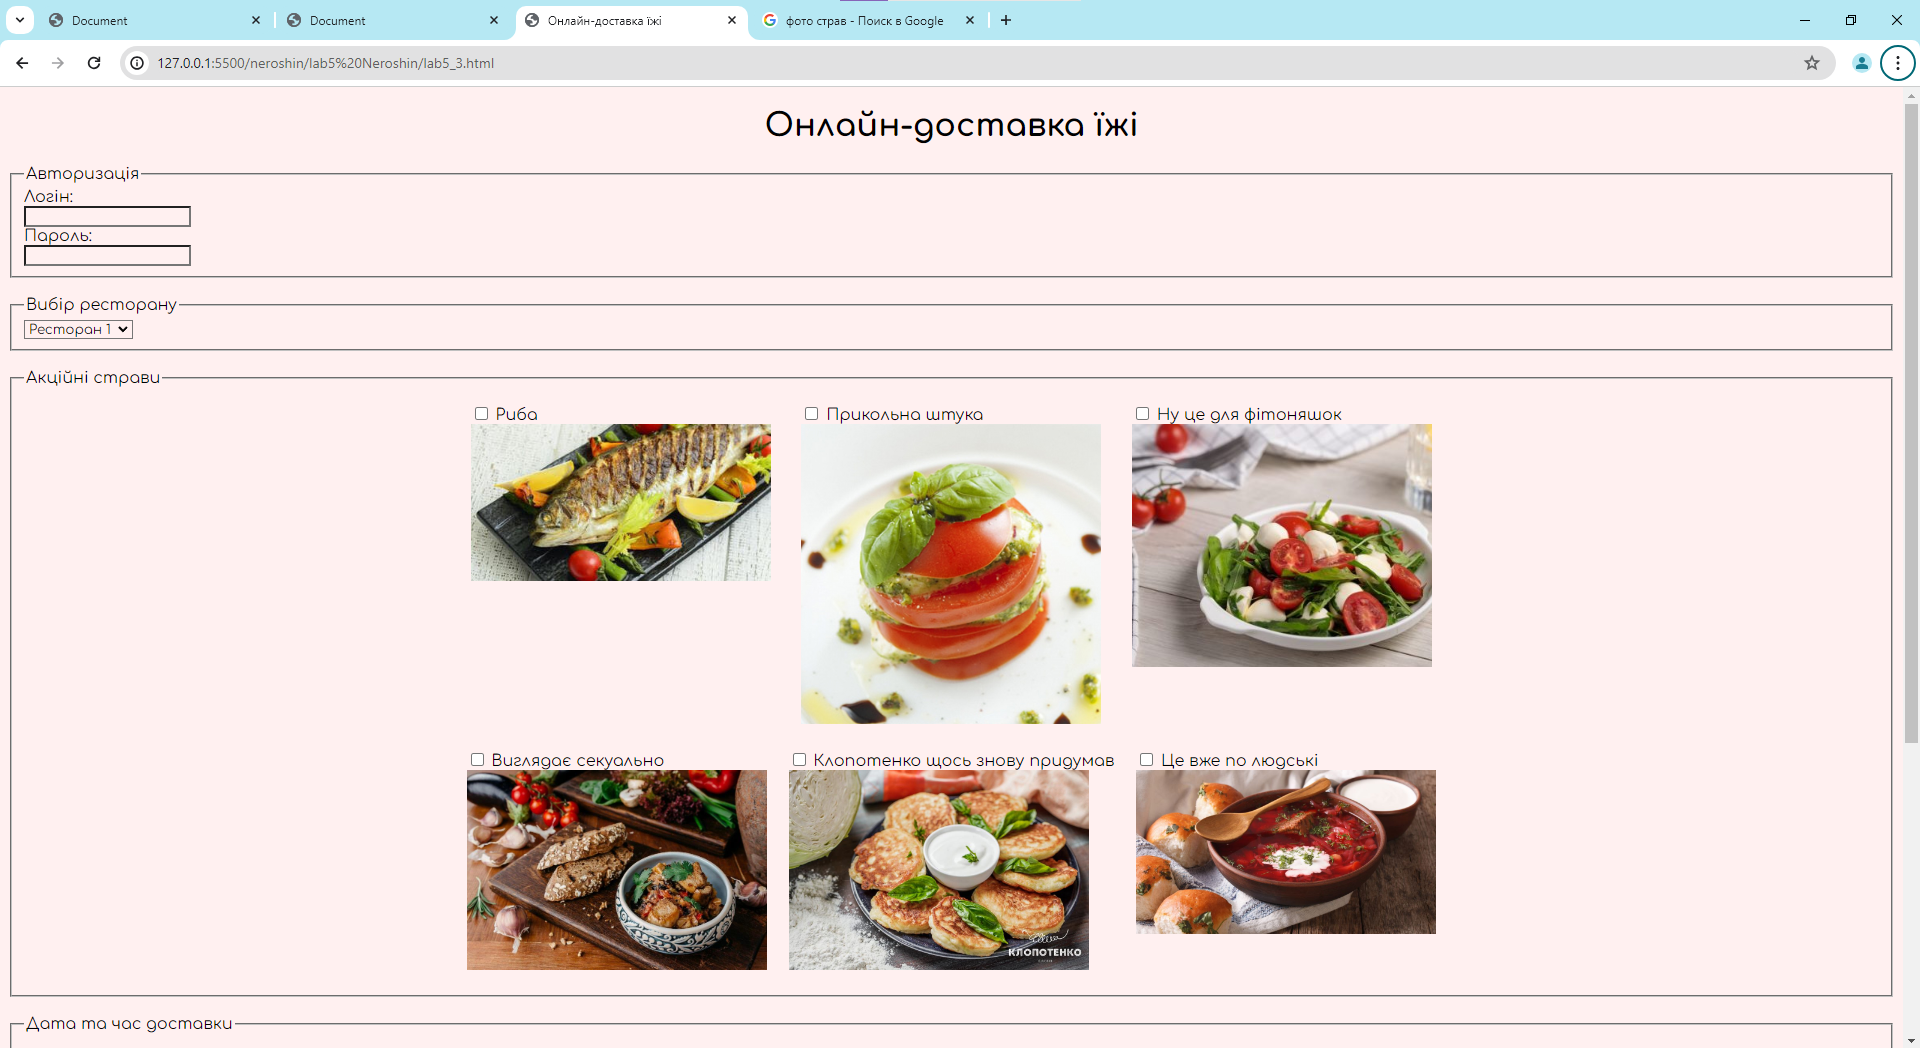 Document
Document
Онлайн-доставка їжі
фото страв - Поиск в Google
127.0.0.1:5500/neroshin/lab5%20Neroshin/lab5_3.html
Онлайн-доставка їжі
Авторизація
Логін:
Пароль:
Вибір ресторану
Ресторан 1
Акційні страви
Риба
Прикольна штука
Ну це для фітоняшок
Виглядає секуально
Клопотенко щось знову придумав
Це вже по людські
КЛОПОТЕНКО
Дата та час доставки